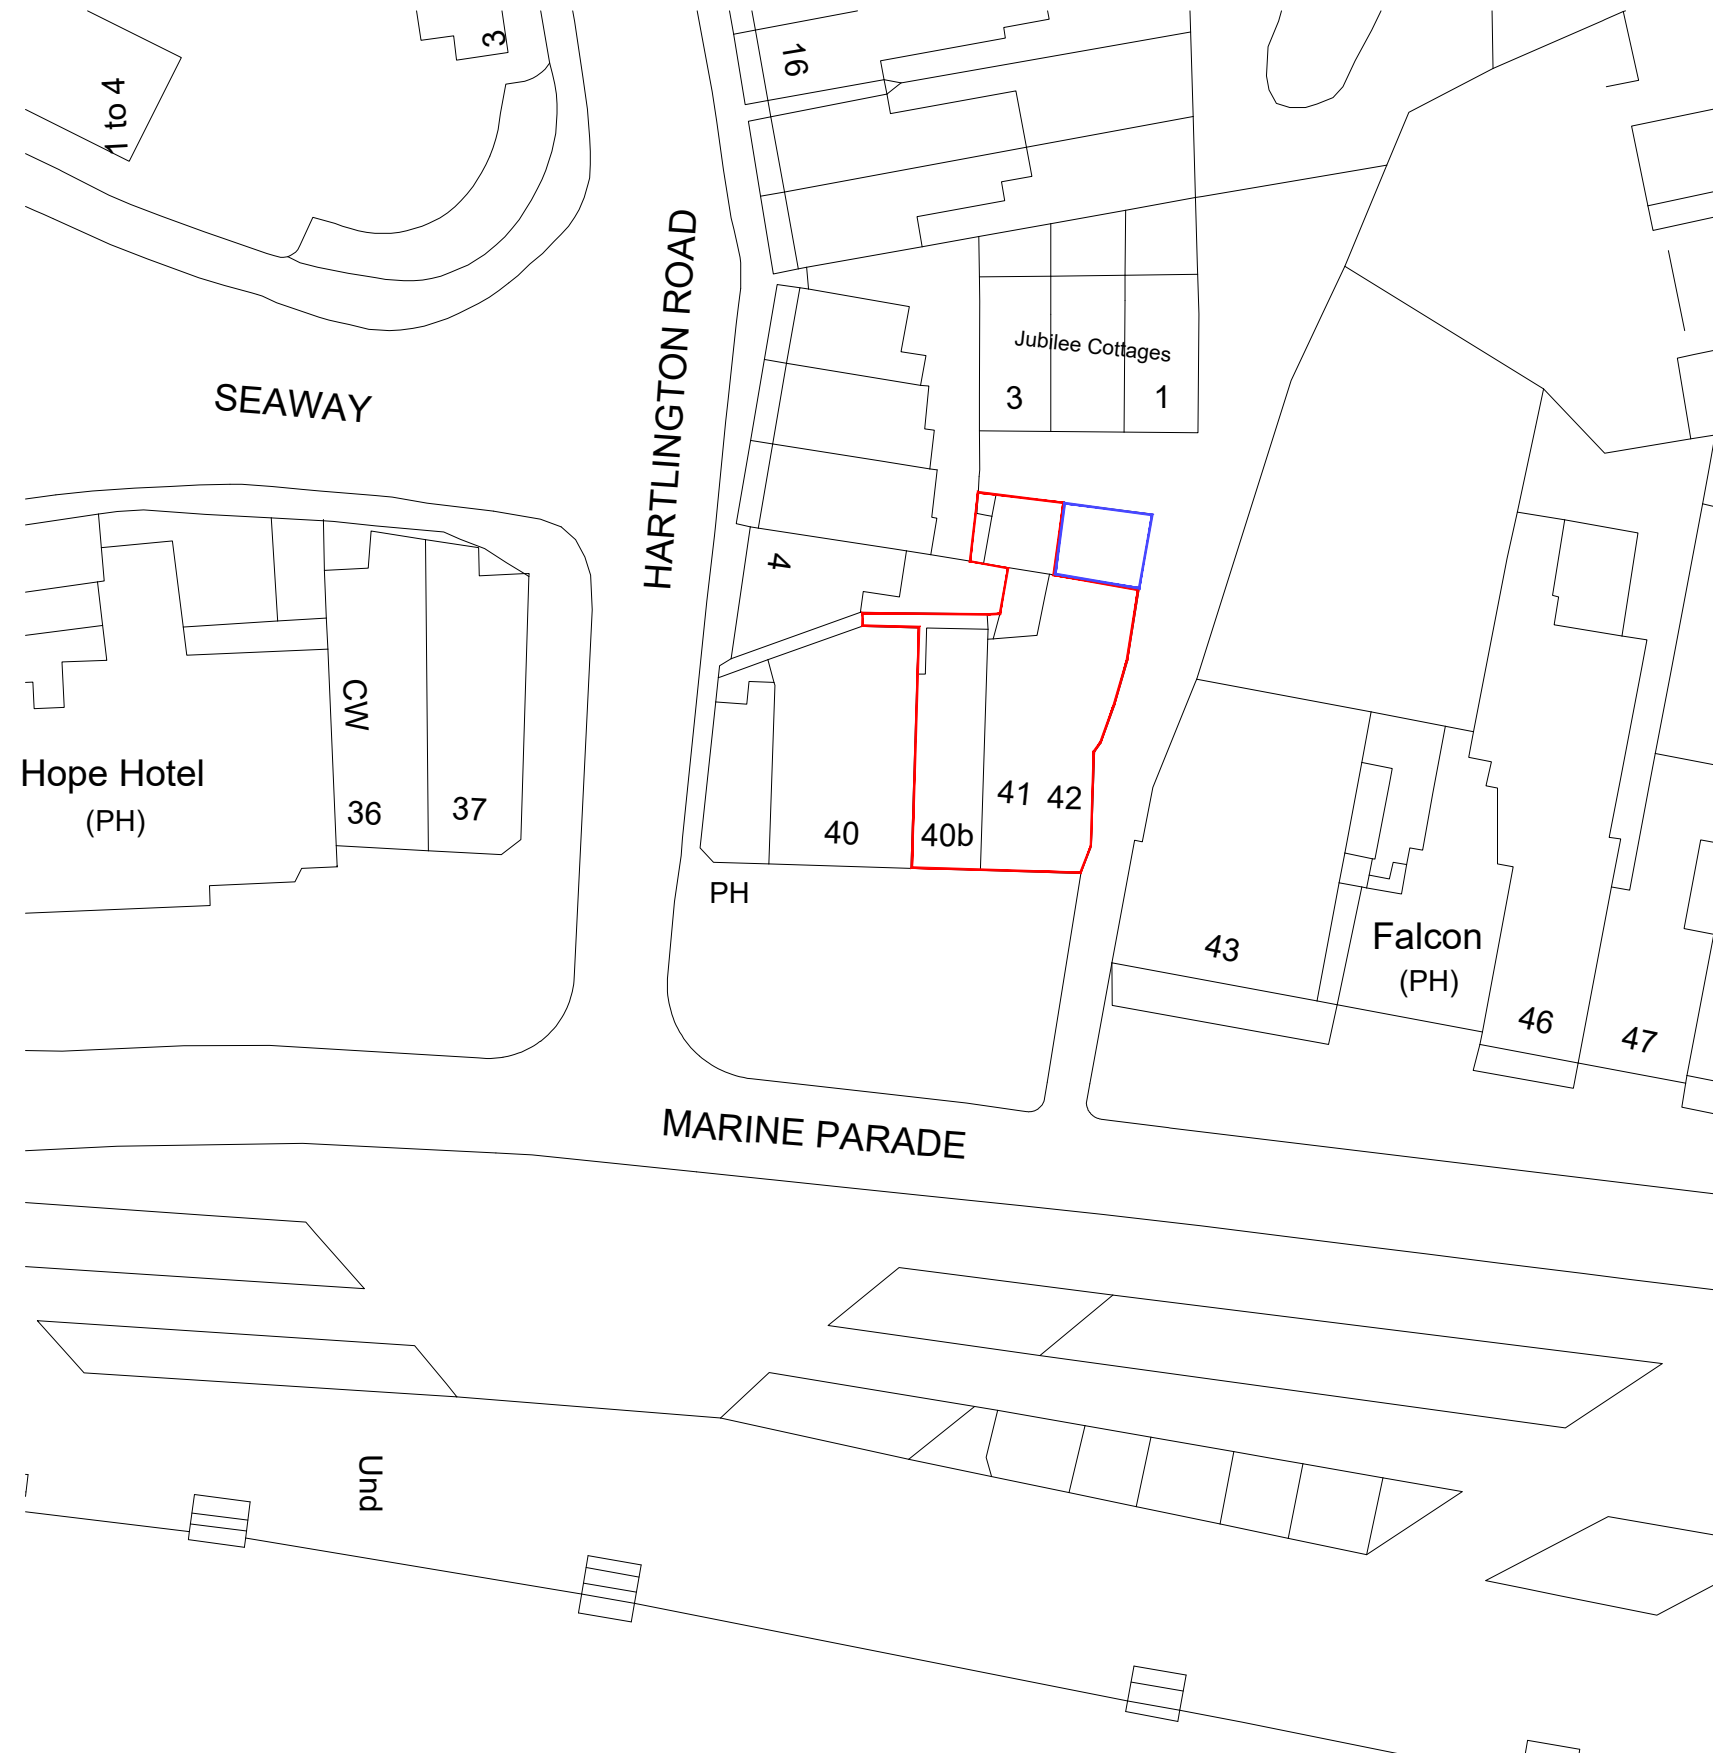 3
16
1 to 4
HARTLINGTON ROAD
Jubilee Cottages
3
1
SEAWAY
4
CW
Hope Hotel
(PH)
36
37
40
40b
41
42
PH
43
Falcon
(PH)
46
47
MARINE PARADE
Und